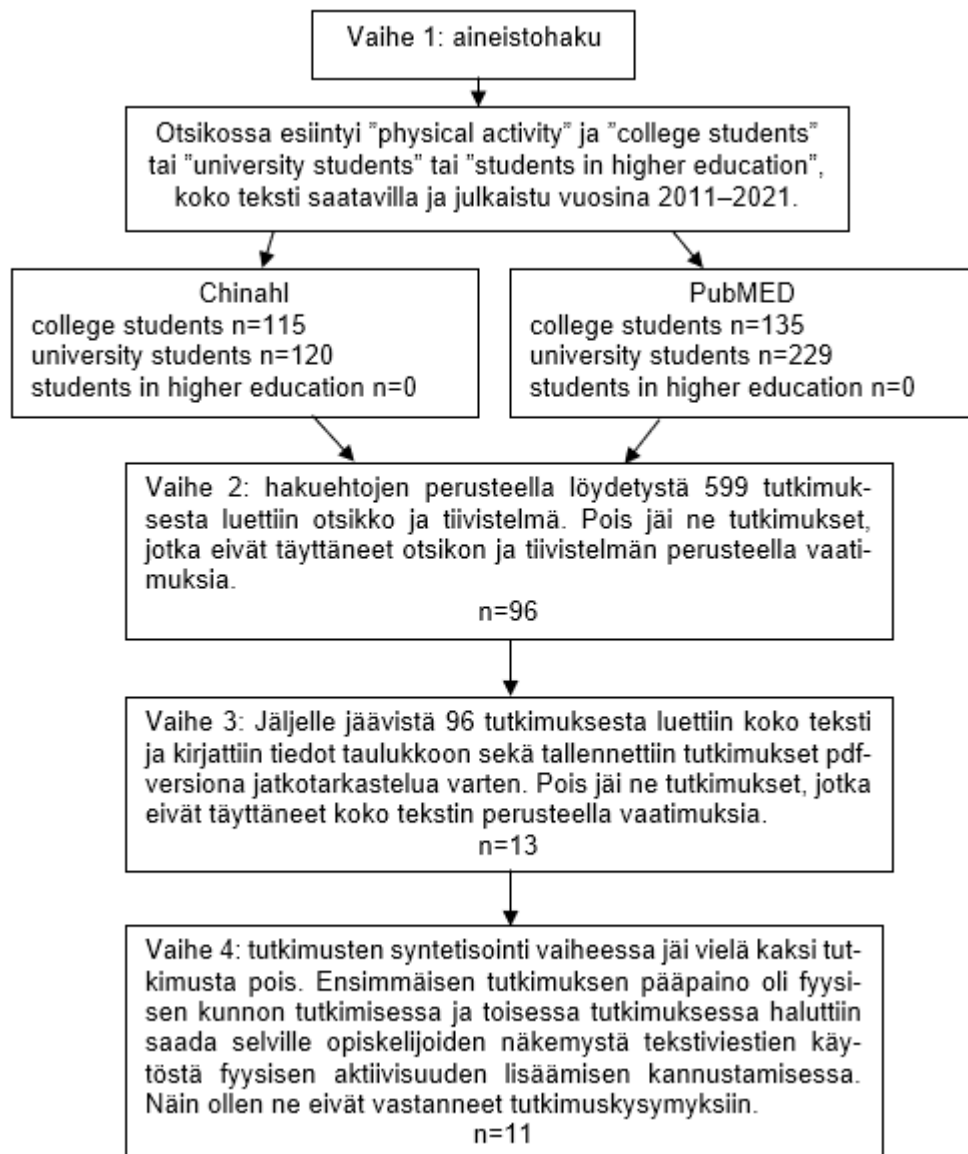 Vaihe 1: aineistohaku
Otsikossa esiintyi ”physical activity” ja ”college students”
tai ”university students” tai ”students in higher education”,
koko teksti saatavilla ja julkaistu vuosina 2011–2021.
Chinahl
college students n=115
university students n=120
students in higher education n=0
PubMED
college students n=135
university students n=229
students in higher education n=0
Vaihe 2: hakuehtojen perusteella löydetystä 599 tutkimuk-
sesta luettiin otsikko ja tiivistelmä. Pois jäi ne tutkimukset,
jotka eivät täyttäneet otsikon ja tiivistelmän perusteella vaati-
muksia.
n=96
Vaihe 3: Jäljelle jäävistä 96 tutkimuksesta luettiin koko teksti
ja kirjattiin tiedot taulukkoon sekä tallennettiin tutkimukset pdf-
versiona jatkotarkastelua varten. Pois jäi ne tutkimukset, jotka
eivät täyttäneet koko tekstin perusteella vaatimuksia.
n=13
Vaihe 4: tutkimusten syntetisointi vaiheessa jäi vielä kaksi tut-
kimusta pois. Ensimmäisen tutkimuksen pääpaino oli fyysi-
sen kunnon tutkimisessa ja toisessa tutkimuksessa haluttiin
saada selville opiskelijoiden näkemystä tekstiviestien käy-
töstä fyysisen aktiivisuuden lisäämisen kannustamisessa.
Näin ollen ne eivät vastanneet tutkimuskysymyksiin.
n=11